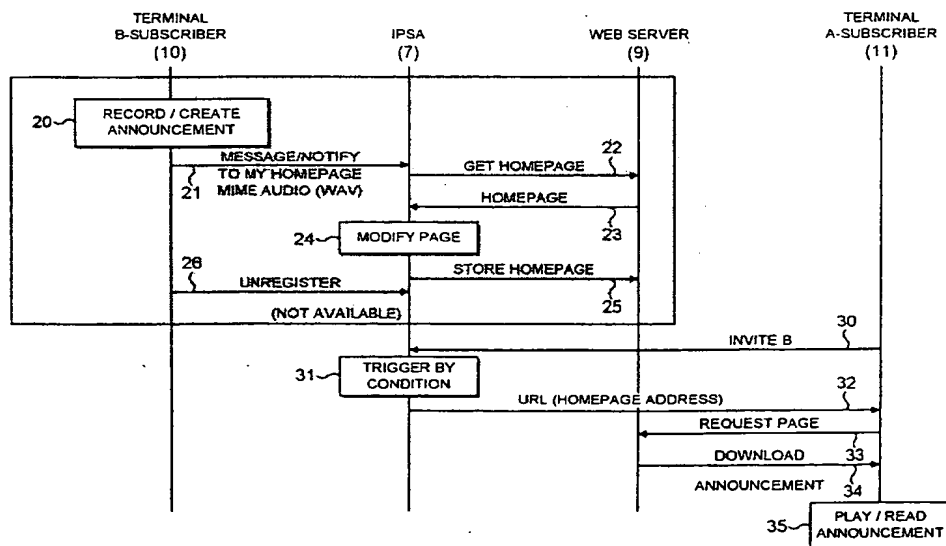 TERMINAL
B-SUBSCRIBER
(10)
IPSA
(7)
WEB SERVER
(9)
TERMINAL
A-SUBSCRIBER
(11)
20
RECORD / CREATE
ANNOUNCEMENT
MESSAGE/NOTIFY
TO MY HOMEPAGE
MIME AUDIO (WAV)
21
22
GET HOMEPAGE
HOMEPAGE
23
24
MODIFY PAGE
26
UNREGISTER
STORE HOMEPAGE
25
(NOT AVAILABLE)
30
INVITE B
31
TRIGGER BY
CONDITION
32
URL (HOMEPAGE ADDRESS)
REQUEST PAGE
33
DOWNLOAD
ANNOUNCEMENT
34
35
PLAY / READ
ANNOUNCEMENT